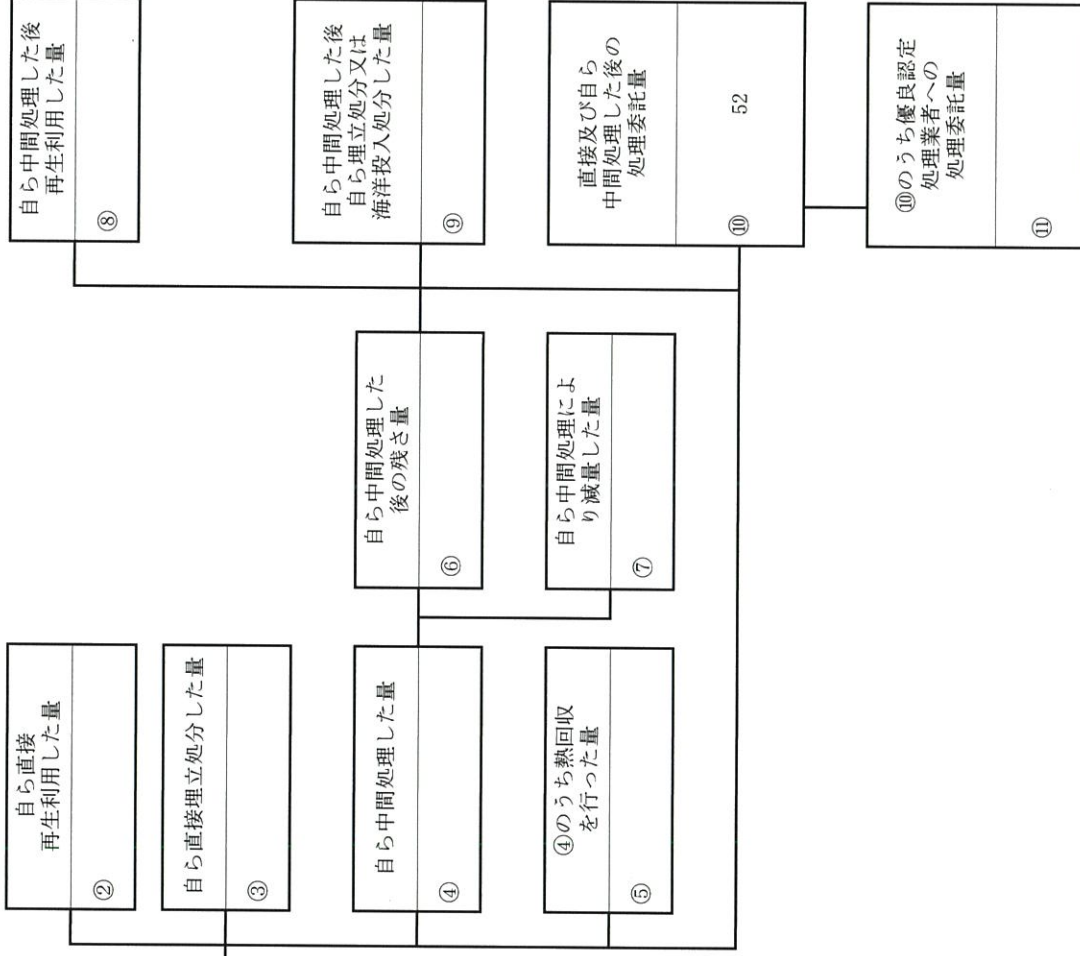 自ら直接
再生利用した量
②
自ら直接埋立処分した量
③
自ら中間処理した量
④
④のうち熱回収
を行った量
⑤
自ら中間処理した
後の残さ量
⑥
自ら中間処理によ
り減量した量
⑦
自ら中間処理した後
再生利用した量
⑧
自ら中間処理した後
自ら埋立処分又は
海洋投入処分した量
⑨
直接及び自ら
中間処理した後の
処理委託量
⑩ 52
⑩のうち優良認定
処理業者への
処理委託量
⑪